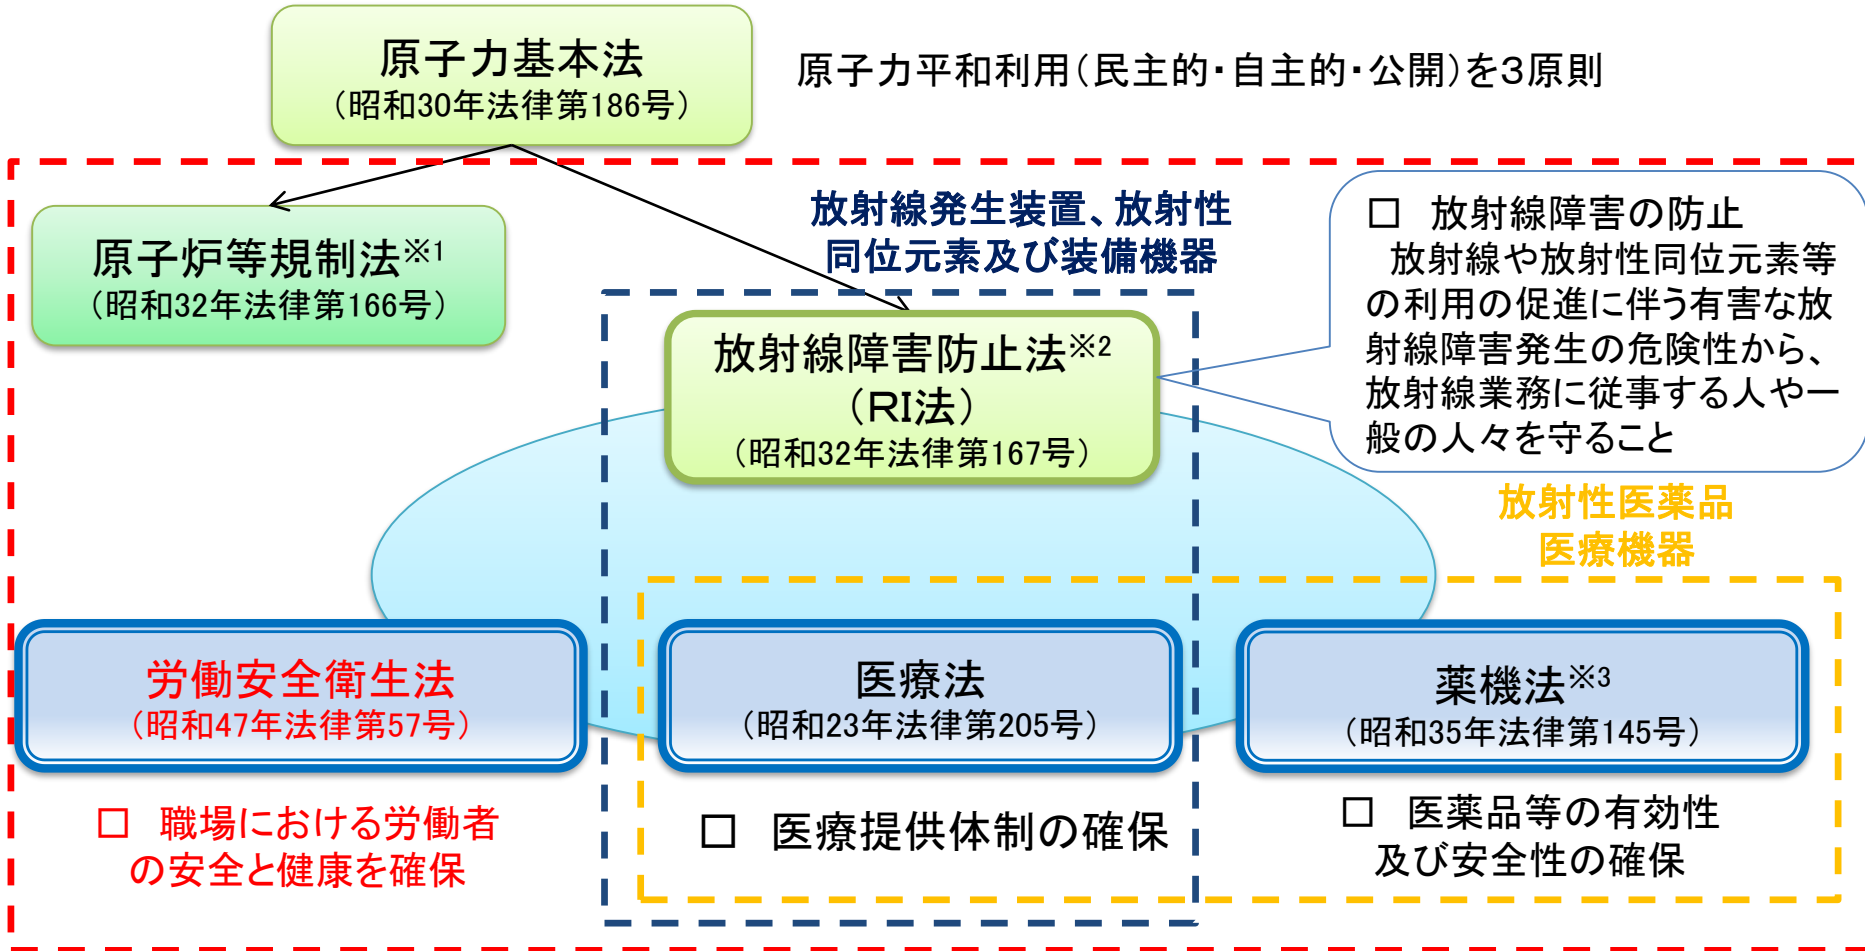 原子力基本法
（昭和30年法律第186号）
原子力平和利用（民主的・自主的・公開）を３原則
原子炉等規制法※1
（昭和32年法律第166号）
放射線発生装置、放射性
同位元素及び装備機器
放射線障害防止法※2
（ＲＩ法）
（昭和32年法律第167号）
□ 放射線障害の防止
放射線や放射性同位元素等
の利用の促進に伴う有害な放
射線障害発生の危険性から、
放射線業務に従事する人や一
般の人々を守ること
放射性医薬品
医療機器
労働安全衛生法
（昭和47年法律第57号）
医療法
（昭和23年法律第205号）
薬機法※3
（昭和35年法律第145号）
□ 職場における労働者
の安全と健康を確保
□ 医療提供体制の確保
□ 医薬品等の有効性
及び安全性の確保